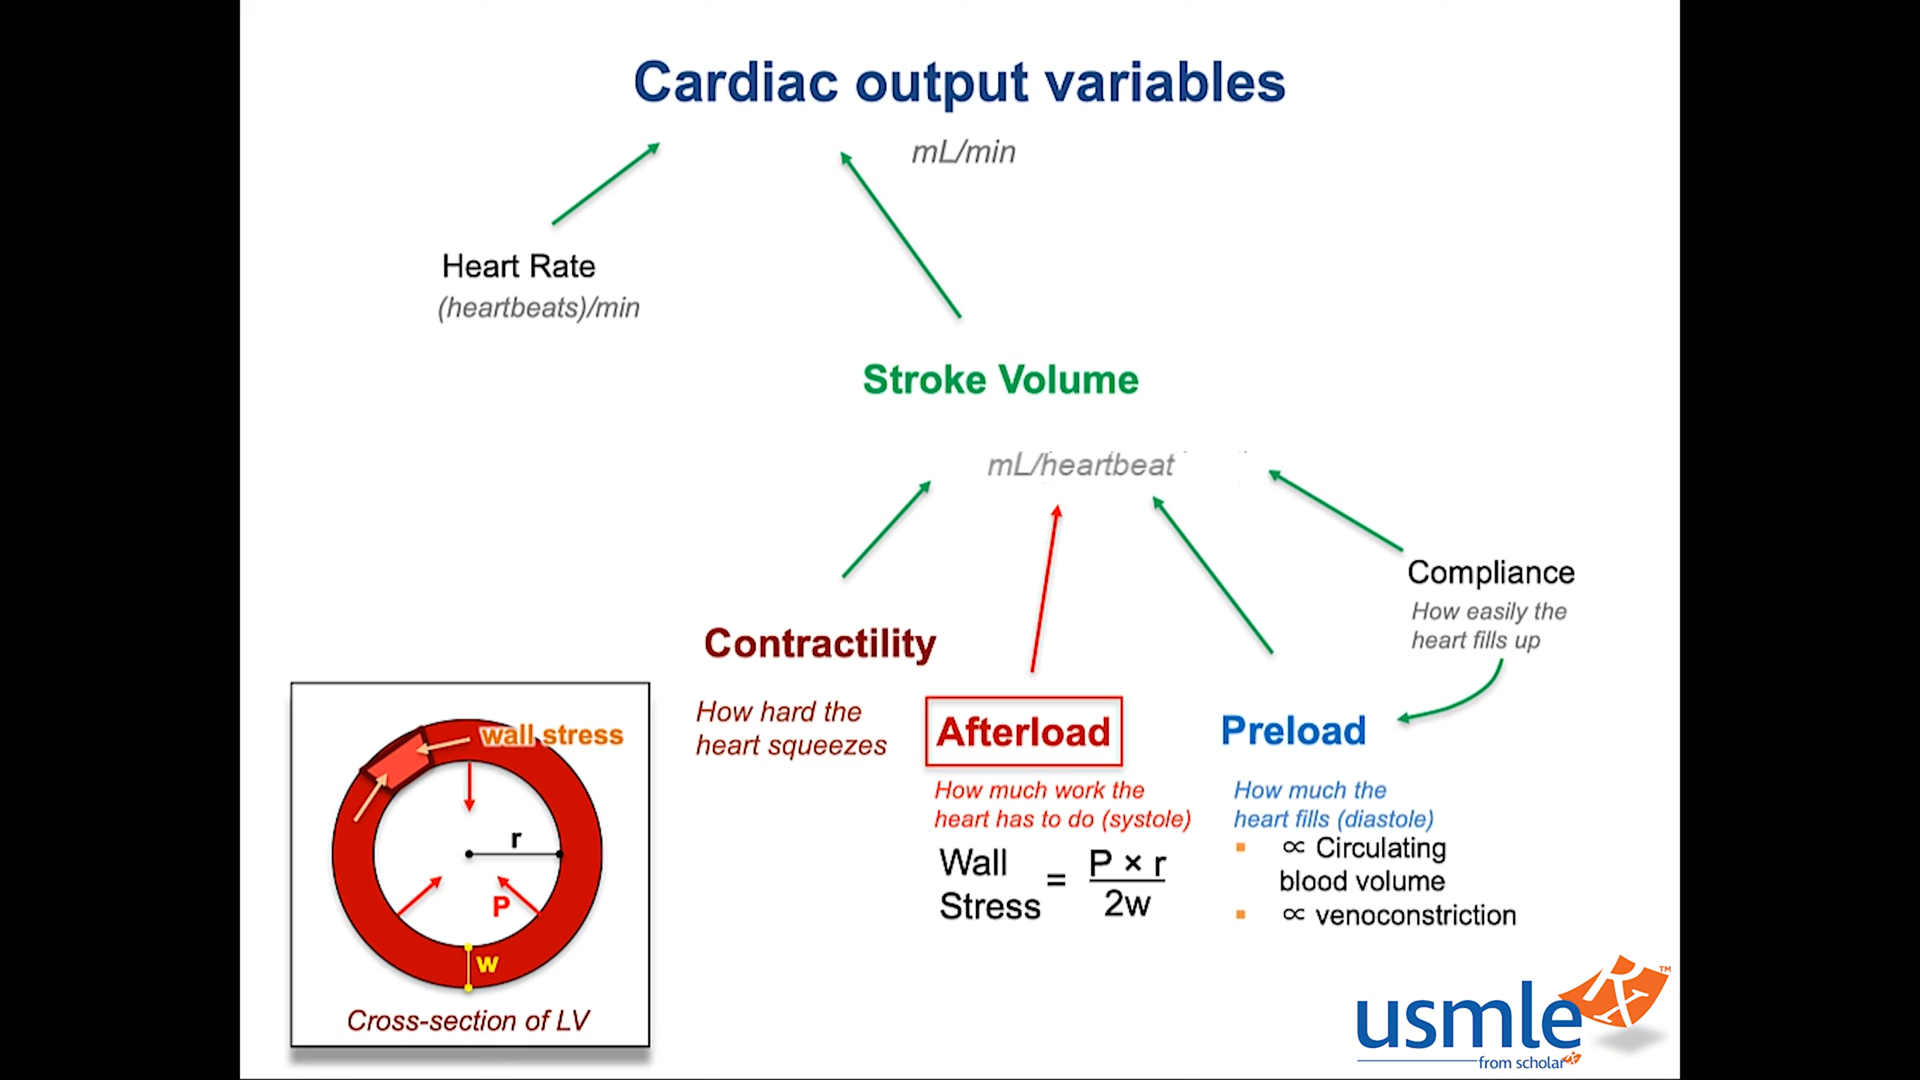 Cardiac output variables
mL/min
Heart Rate
(heartbeats)/min
Stroke Volume
mL/heartbeat
Compliance
How easily the
heart fills up
Contractility
How hard the
heart squeezes
Afterload
How much work the
heart has to do (systole)
Wall
Stress
=
P × r
2w
Preload
How much the
heart fills (diastole)
▪ ∝ Circulating
blood volume
▪ ∝ venoconstriction
wall stress
r
P
w
Cross-section of LV
usmle Rx ™
from scholar Rx